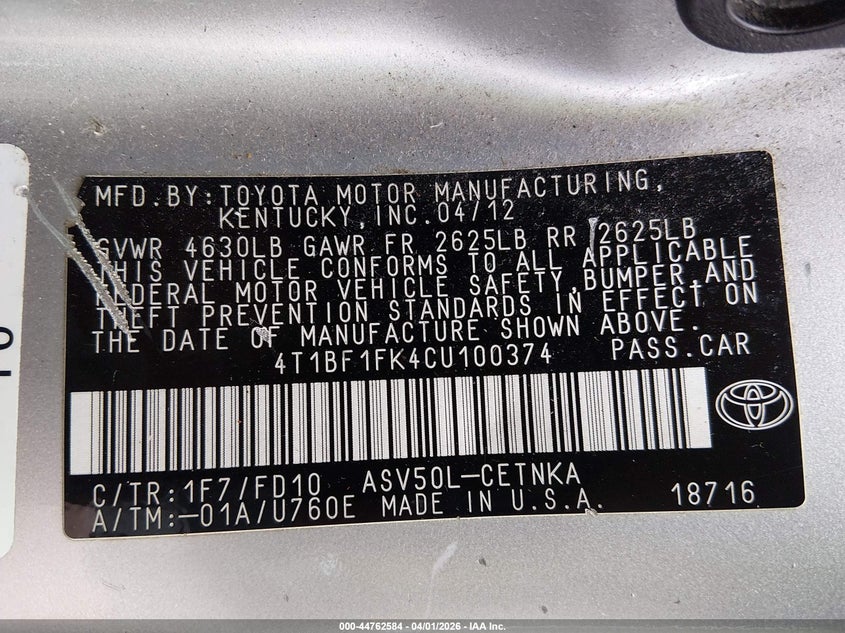 MFD.BY:TOYOTA MOTOR MANUFACTURING,
KENTUCKY,INC.04/12
GVWR 4630LB GAWR FR 2625LB RR 2625LB
THIS VEHICLE CONFORMS TO ALL APPLICABLE
FEDERAL MOTOR VEHICLE SAFETY,BUMPER,AND
THEFT PREVENTION STANDARDS IN EFFECT ON
THE DATE OF MANUFACTURE SHOWN ABOVE.
4T1BF1FK4CU100374 PASS.CAR
C/TR:1F7/FD10 ASV50L-CETNKA
A/TM:-01A/U760E MADE IN U.S.A. 18716
000-44762584 - 04/01/2026 - IAA Inc.